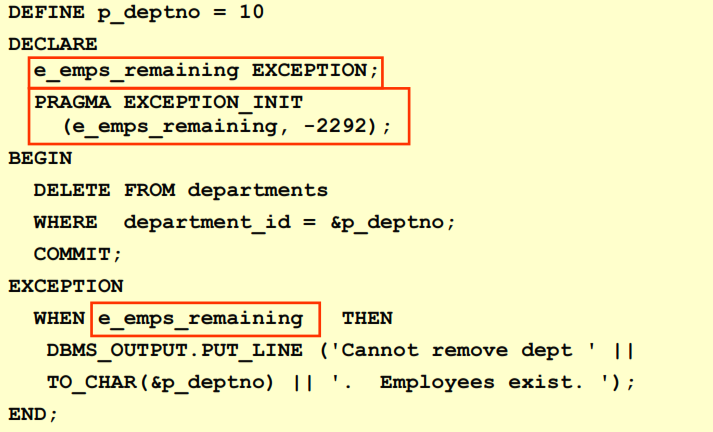 DEFINE p_deptno = 10
DECLARE
e_emps_remaining EXCEPTION;
PRAGMA EXCEPTION_INIT
(e_emps_remaining, -2292);
BEGIN
DELETE FROM departments
WHERE department_id = &p_deptno;
COMMIT;
EXCEPTION
WHEN e_emps_remaining THEN
DBMS_OUTPUT.PUT_LINE ('Cannot remove dept ' ||
TO_CHAR(&p_deptno) || '. Employees exist. ');
END;